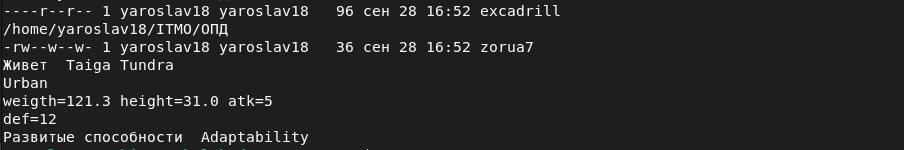 ----r--r-- 1 yaroslav18 yaroslav18   96 сен 28 16:52 excadrill
/home/yaroslav18/ITMO/ОПД
-rw--w--w- 1 yaroslav18 yaroslav18   36 сен 28 16:52 zorua7
Живет  Taiga Tundra
Urban
weigth=121.3 height=31.0 atk=5
def=12
Развитые способности  Adaptability